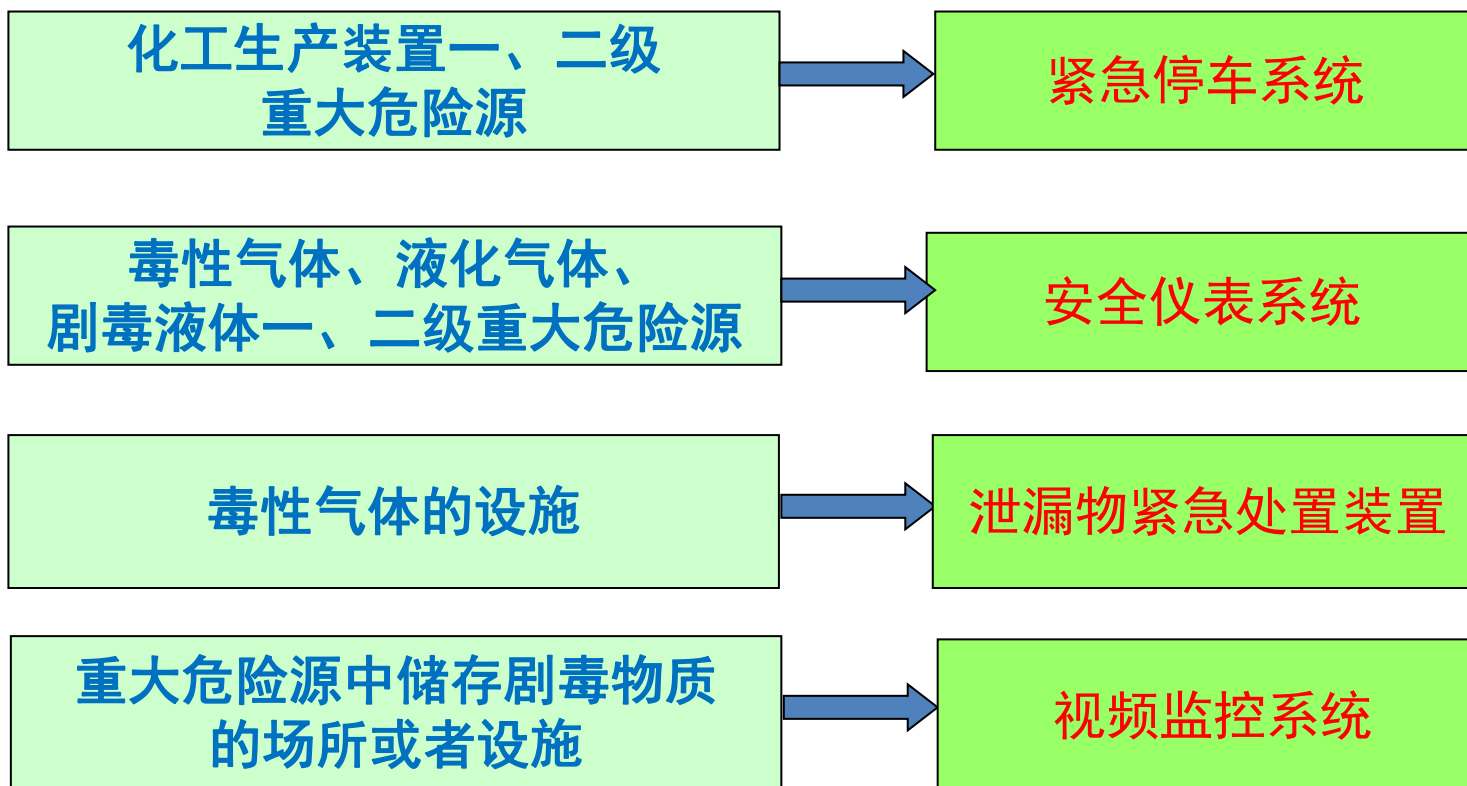 化工生产装置一、二级
重大危险源
紧急停车系统
毒性气体、液化气体、
剧毒液体一、二级重大危险源
安全仪表系统
毒性气体的设施
泄漏物紧急处置装置
重大危险源中储存剧毒物质
的场所或者设施
视频监控系统